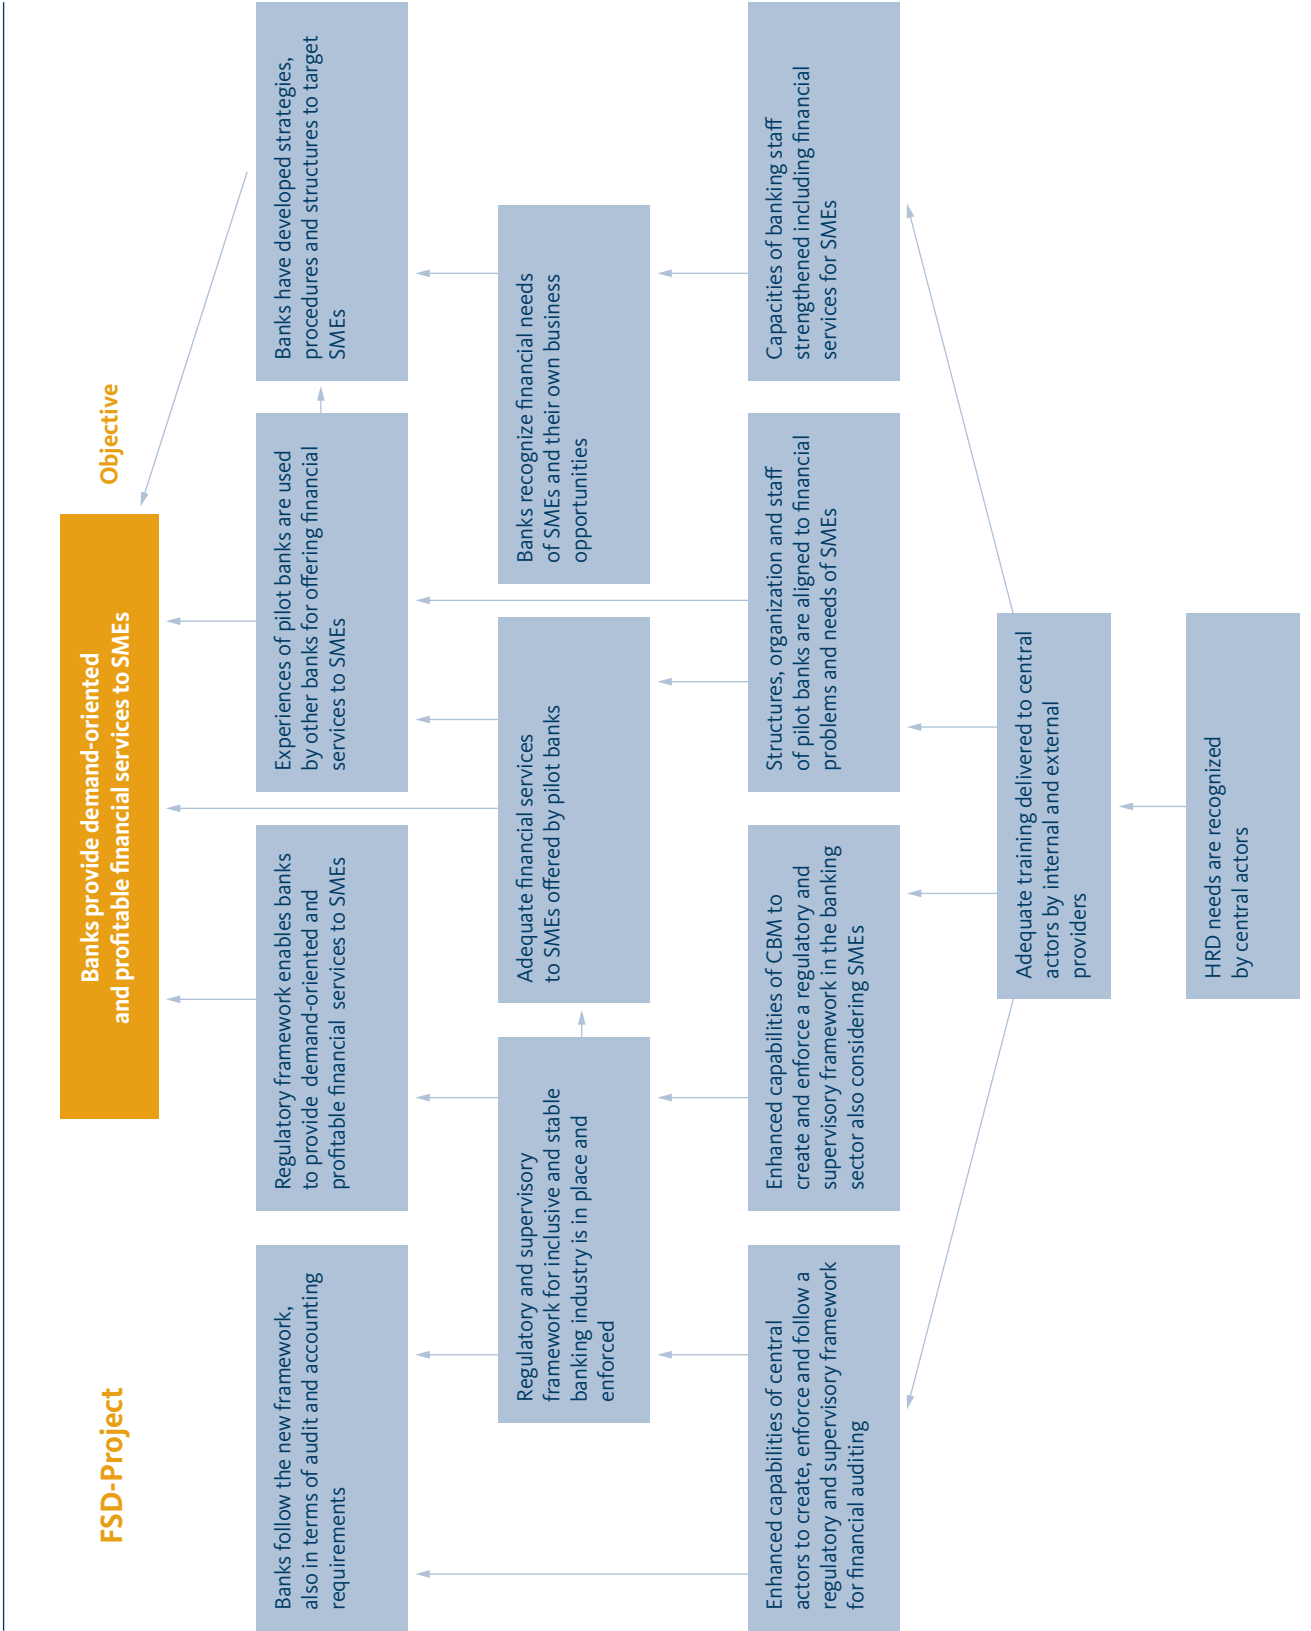 FSD-Project
Objective
Banks provide demand-oriented
and profitable financial services to SMEs
Banks follow the new framework,
also in terms of audit and accounting
requirements
Regulatory framework enables banks
to provide demand-oriented and
profitable financial services to SMEs
Experiences of pilot banks are used
by other banks for offering financial
services to SMEs
Banks have developed strategies,
procedures and structures to target
SMEs
Regulatory and supervisory
framework for inclusive and stable
banking industry is in place and
enforced
Adequate financial services
to SMEs offered by pilot banks
Banks recognize financial needs
of SMEs and their own business
opportunities
Enhanced capabilities of central
actors to create, enforce and follow a
regulatory and supervisory framework
for financial auditing
Enhanced capabilities of CBM to
create and enforce a regulatory and
supervisory framework in the banking
sector also considering SMEs
Structures, organization and staff
of pilot banks are aligned to financial
problems and needs of SMEs
Capacities of banking staff
strengthened including financial
services for SMEs
Adequate training delivered to central
actors by internal and external
providers
HRD needs are recognized
by central actors